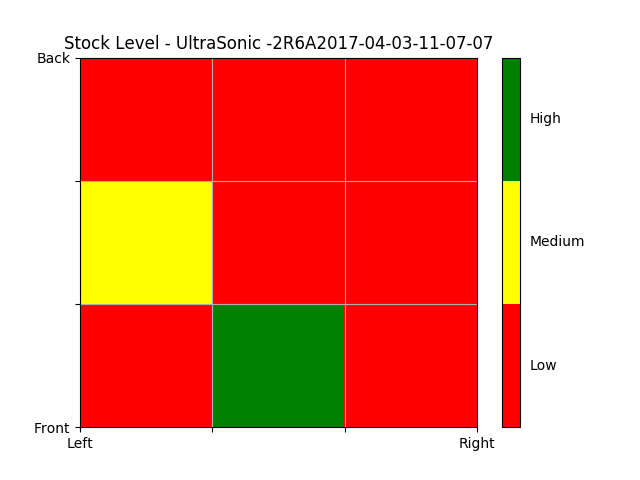 Stock Level - UltraSonic -2R6A2017-04-03-11-07-07
Back
High
Medium
Low
Front
Left
Right